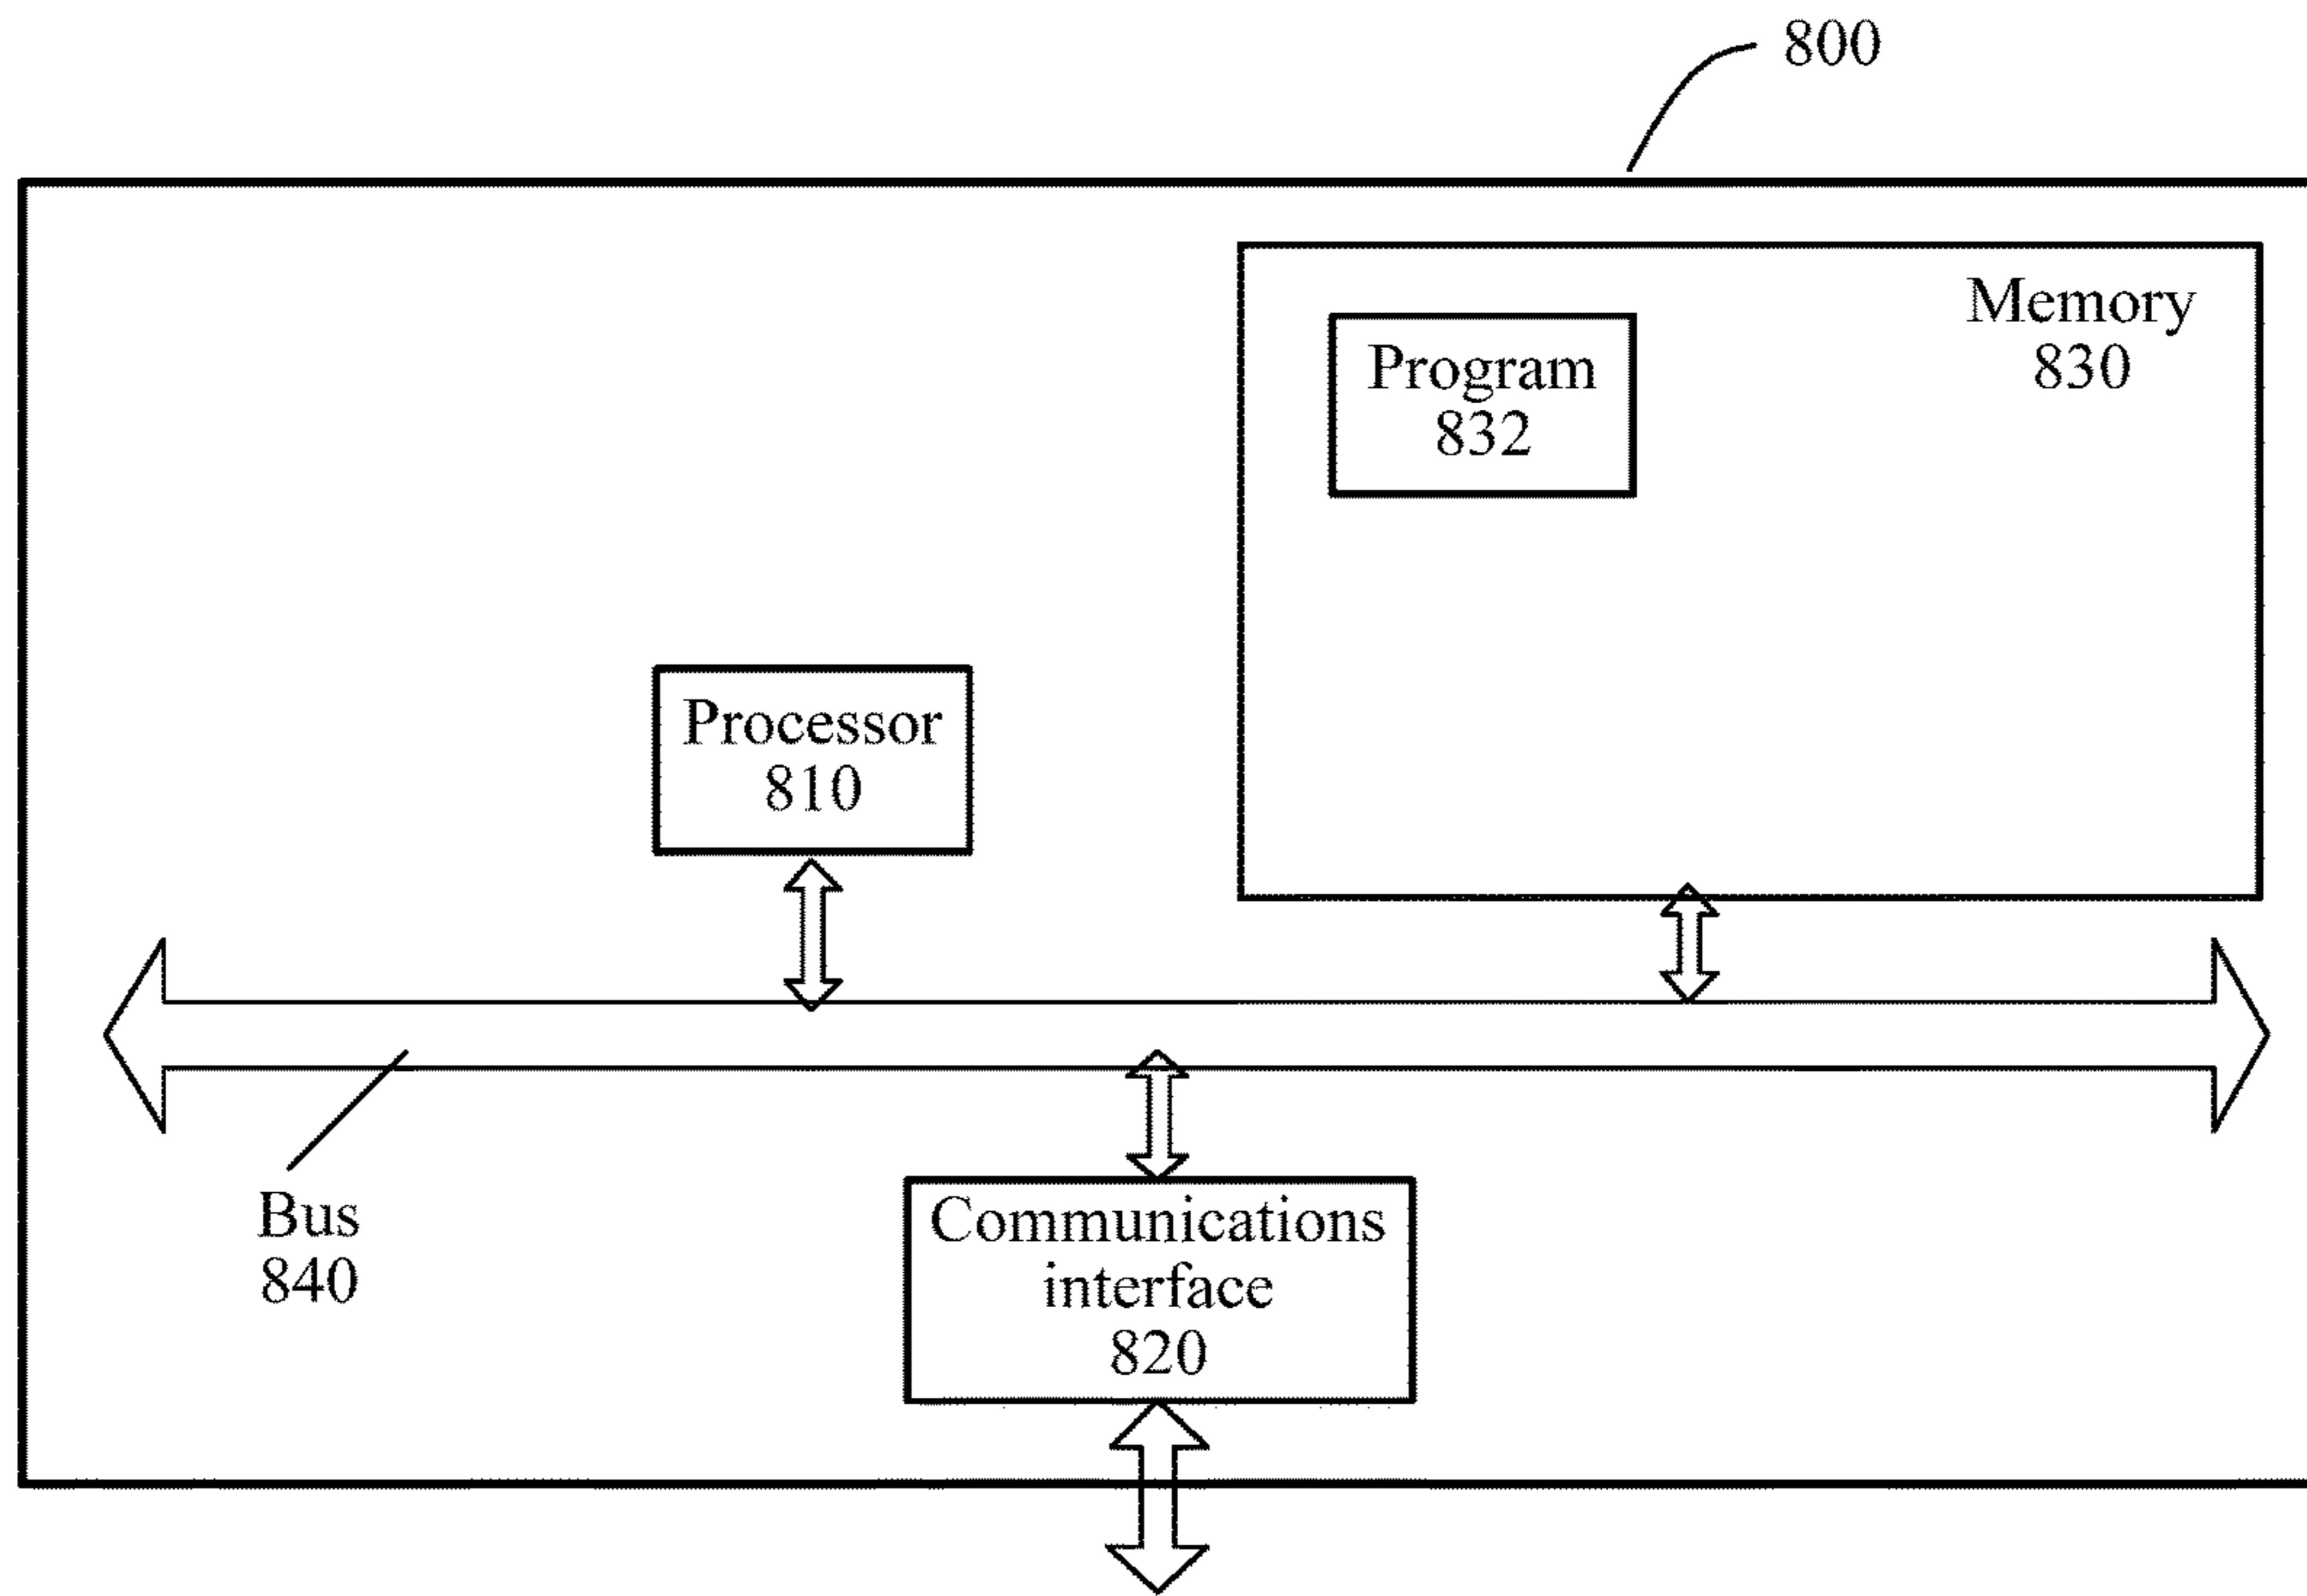 800
Memory
830
Program
832
Processor
810
Bus
840
Communications
interface
820